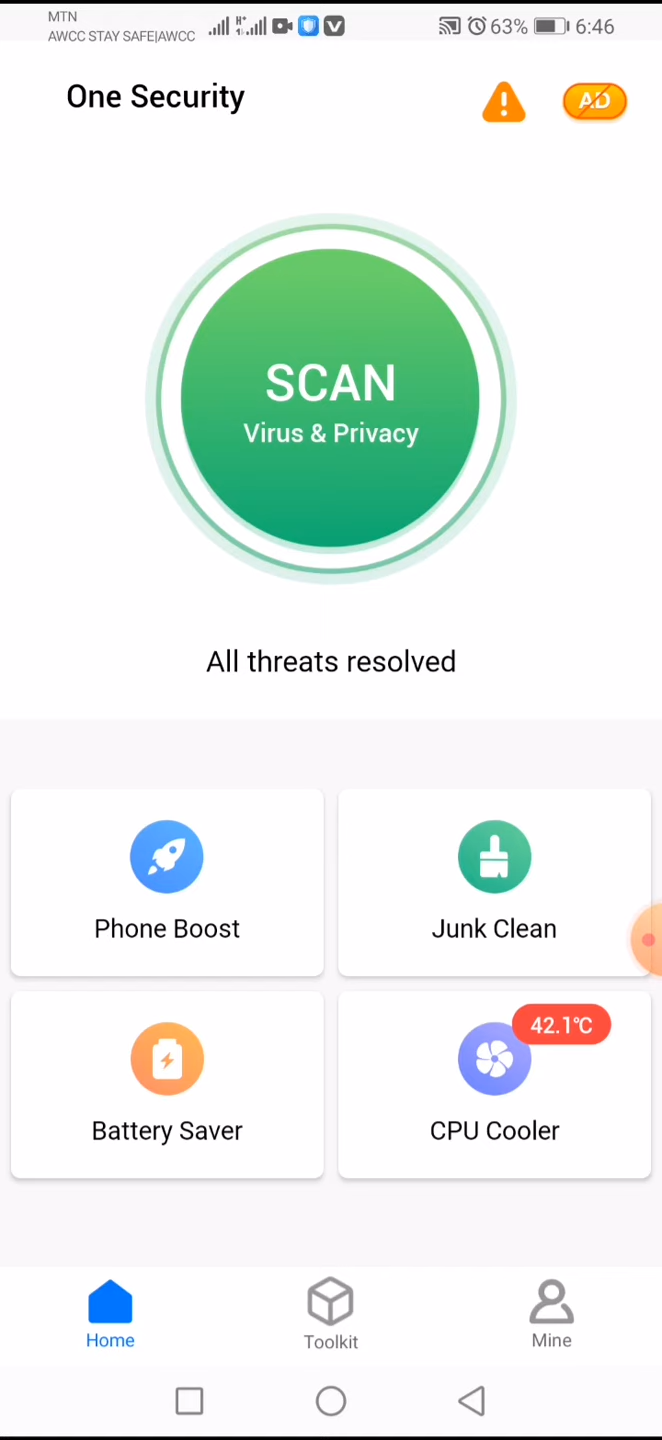 MTN
AWCC STAY SAFE|AWCC
63%
6:46
One Security
AD
SCAN
Virus & Privacy
All threats resolved
Phone Boost
Junk Clean
42.1℃
Battery Saver
CPU Cooler
Home
Toolkit
Mine